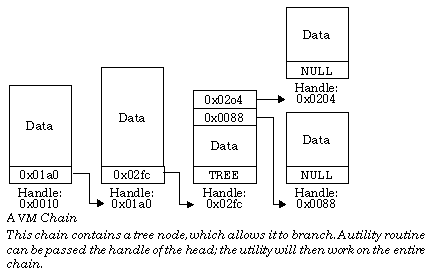 Data
NULL
Handle:
0x0204
Data
0x01a0
Handle:
0x0010
Data
0x02fc
Handle:
0x01a0
0x02o4
0x0088
Data
TREE
Handle:
0x02fc
Data
NULL
Handle:
0x0088
A VM Chain
This chain contains a tree node, which allows it to branch. A utility routine
can be passed the handle of the head; the utility will then work on the entire
chain.